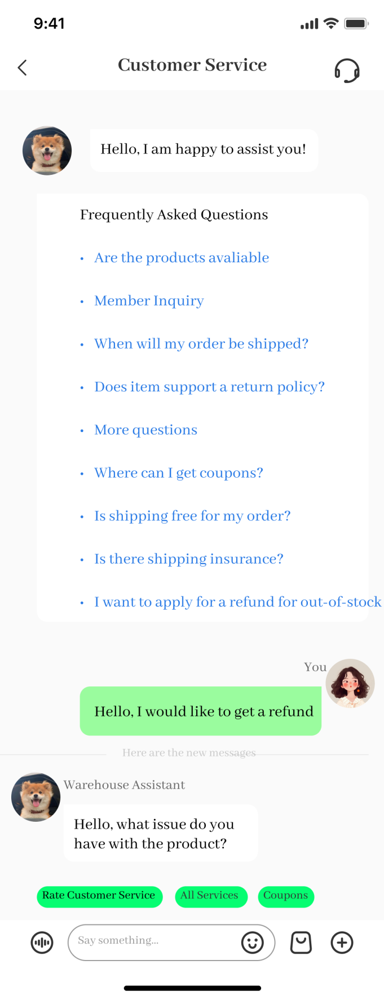 9:41
Customer Service
Hello, I am happy to assist you!
Frequently Asked Questions
• Are the products avaliable
• Member Inquiry
• When will my order be shipped?
• Does item support a return policy?
• More questions
• Where can I get coupons?
• Is shipping free for my order?
• Is there shipping insurance?
• I want to apply for a refund for out-of-stock
You
Hello, I would like to get a refund
Here are the new messages
Warehouse Assistant
Hello, what issue do you
have with the product?
Rate Customer Service All Services Coupons
Say something...